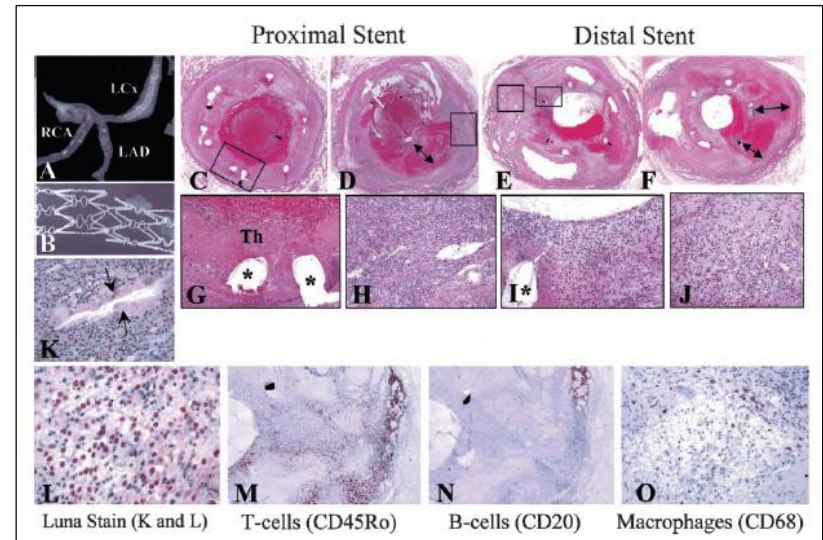 Proximal Stent
Distal Stent
LCx
RCA
LAD
A
B
C
D
E
F
Th
*
*
G
H
I*
J
K
L
M
N
O
Luna Stain (K and L)
T-cells (CD45Ro)
B-cells (CD20)
Macrophages (CD68)